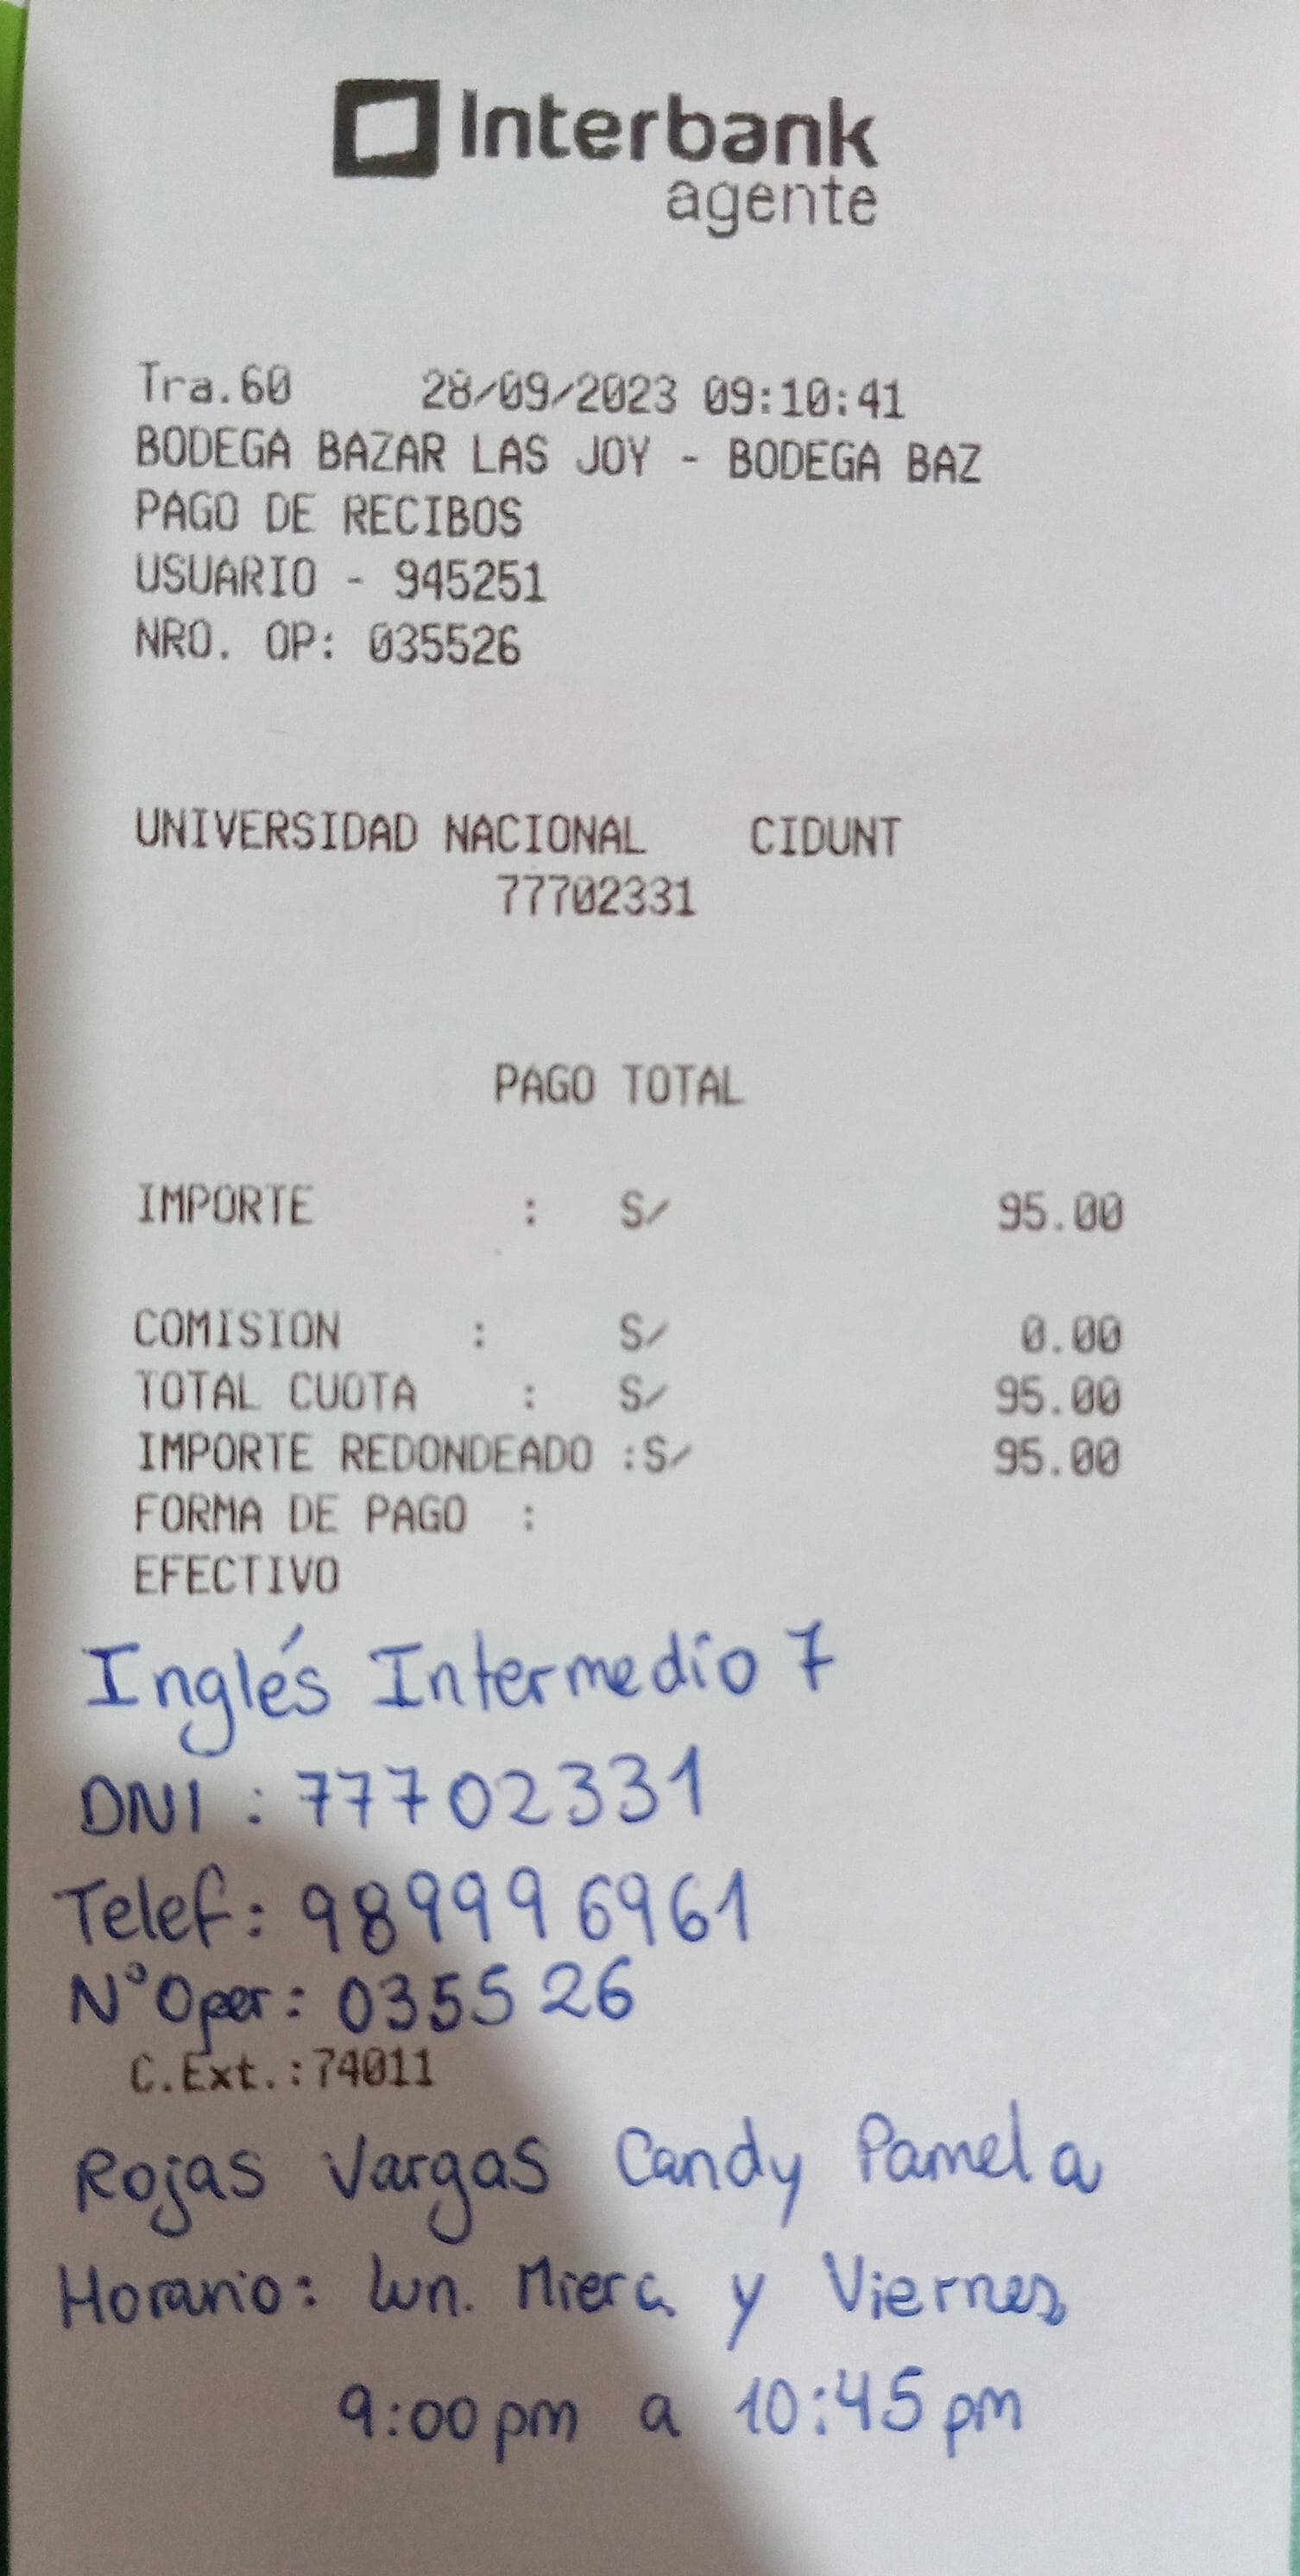 Interbank
agente
Tra.60 28/09/2023 09:10:41
BODEGA BAZAR LAS JOY - BODEGA BAZ
PAGO DE RECIBOS
USUARIO - 945251
NRO. OP: 035526
UNIVERSIDAD NACIONAL CIDUNT
77702331
PAGO TOTAL
IMPORTE : S/ 95.00
COMISION : S/ 0.00
TOTAL CUOTA : S/ 95.00
IMPORTE REDONDEADO :S/ 95.00
FORMA DE PAGO :
EFECTIVO
Inglés Intermedio 7
DNI : 77702331
Telef: 989996961
N° Oper: 035526
C.Ext.:74011
Rojas Vargas Candy Pamela
Horario: Lun. Mierc. y Viernes
9:00pm a 10:45pm